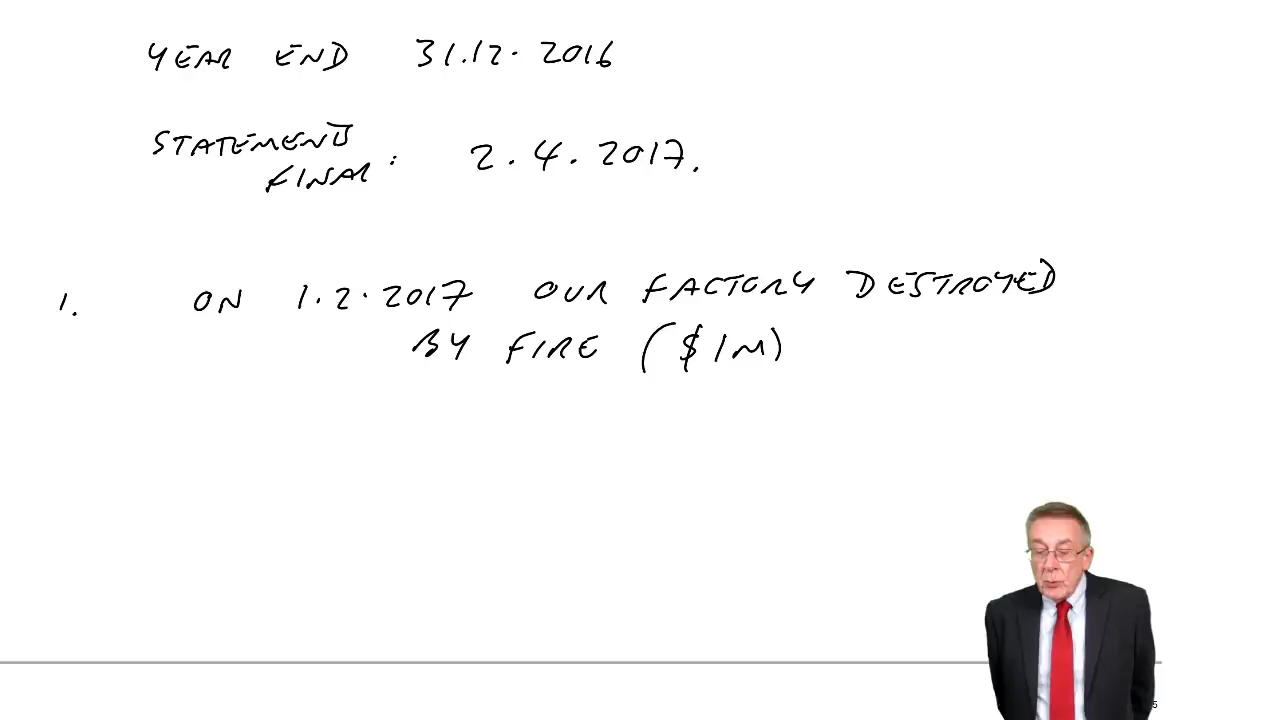 YEAR END 31.12.2016
STATEMENTS
FINAL : 2.4.2017.
1. ON 1.2.2017 OUR FACTORY DESTROYED
BY FIRE ($1M)
5